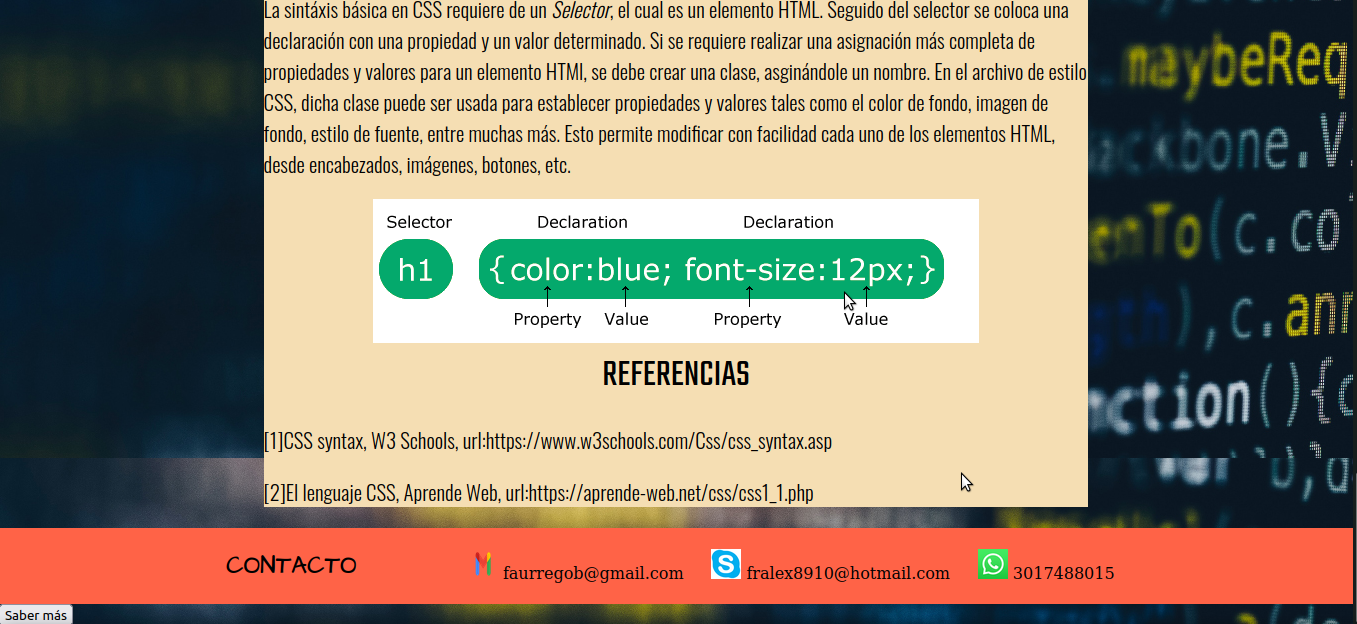 La sintáxis básica en CSS requiere de un Selector, el cual es un elemento HTML. Seguido del selector se coloca una
declaración con una propiedad y un valor determinado. Si se requiere realizar una asignación más completa de
propiedades y valores para un elemento HTMl, se debe crear una clase, asginándole un nombre. En el archivo de estilo
CSS, dicha clase puede ser usada para establecer propiedades y valores tales como el color de fondo, imagen de
fondo, estilo de fuente, entre muchas más. Esto permite modificar con facilidad cada uno de los elementos HTML,
desde encabezados, imágenes, botones, etc.
Selector Declaration Declaration
h1 {color:blue; font-size:12px;}
Property Value Property Value
REFERENCIAS
[1]CSS syntax, W3 Schools, url:https://www.w3schools.com/Css/css_syntax.asp
[2]El lenguaje CSS, Aprende Web, url:https://aprende-web.net/css/css1_1.php
CONTACTO faurregob@gmail.com fralex8910@hotmail.com 3017488015
Saber más
maybeReq
ackbone.V
enTo(c.co
), c.ann
nction(){c